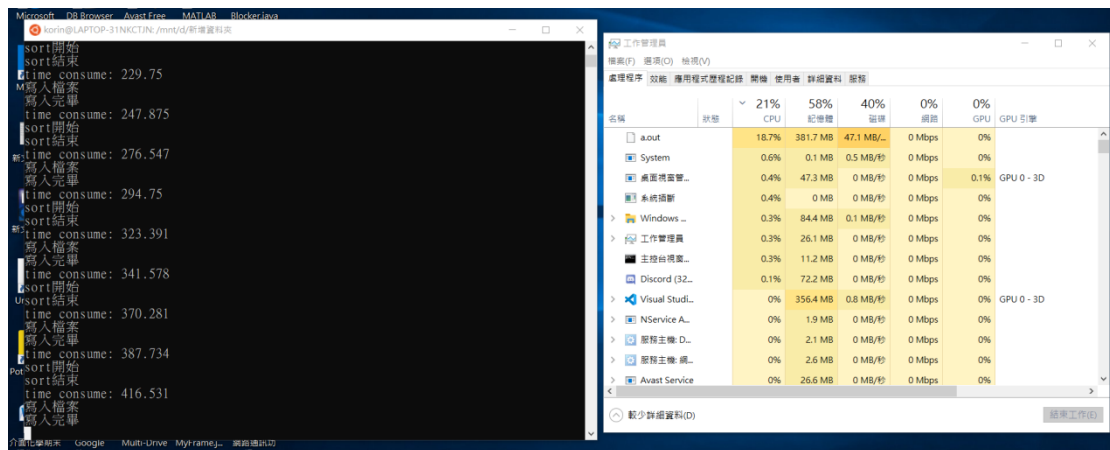 Microsoft DB Browser Avast Free MATLAB Blocker.java
korin@LAPTOP-31NKCTJN: /mnt/d/新增資料夾
sort開始
sort結束
time consume: 229.75
寫入檔案
寫入完畢
time consume: 247.875
sort開始
sort結束
time consume: 276.547
寫入檔案
寫入完畢
time consume: 294.75
sort開始
sort結束
time consume: 323.391
寫入檔案
寫入完畢
time consume: 341.578
sort開始
sort結束
time consume: 370.281
寫入檔案
寫入完畢
time consume: 387.734
sort開始
sort結束
time consume: 416.531
寫入檔案
寫入完畢
Google Multi-Drive MyFrame.j...
工作管理員
檔案(F) 選項(O) 檢視(V)
處理程序 效能 應用程式歷程記錄 開機 使用者 詳細資料 服務
21% 58% 40% 0% 0%
名稱 狀態 CPU 記憶體 磁碟 網路 GPU GPU 引擎
a.out 18.7% 381.7 MB 47.1 MB/... 0 Mbps 0%
System 0.6% 0.1 MB 0.5 MB/秒 0 Mbps 0%
桌面視窗管... 0.4% 47.3 MB 0 MB/秒 0 Mbps 0.1% GPU 0 - 3D
系統插斷 0.4% 0 MB 0 MB/秒 0 Mbps 0%
Windows ... 0.3% 84.4 MB 0.1 MB/秒 0 Mbps 0%
工作管理員 0.3% 26.1 MB 0 MB/秒 0 Mbps 0%
主控台視窗... 0.3% 11.2 MB 0 MB/秒 0 Mbps 0%
Discord (32... 0.1% 72.2 MB 0 MB/秒 0 Mbps 0%
Visual Studi... 0% 356.4 MB 0.8 MB/秒 0 Mbps 0% GPU 0 - 3D
NService A... 0% 1.9 MB 0 MB/秒 0 Mbps 0%
服務主機: D... 0% 2.1 MB 0 MB/秒 0 Mbps 0%
服務主機: 網... 0% 2.6 MB 0 MB/秒 0 Mbps 0%
Avast Service 0% 26.6 MB 0 MB/秒 0 Mbps 0%
較少詳細資料(D)
結束工作(E)